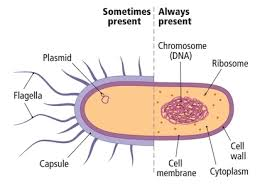 Sometimes
present
Always
present
Plasmid
Chromosome
(DNA)
Ribosome
Flagella
Capsule
Cell
membrane
Cell
wall
Cytoplasm